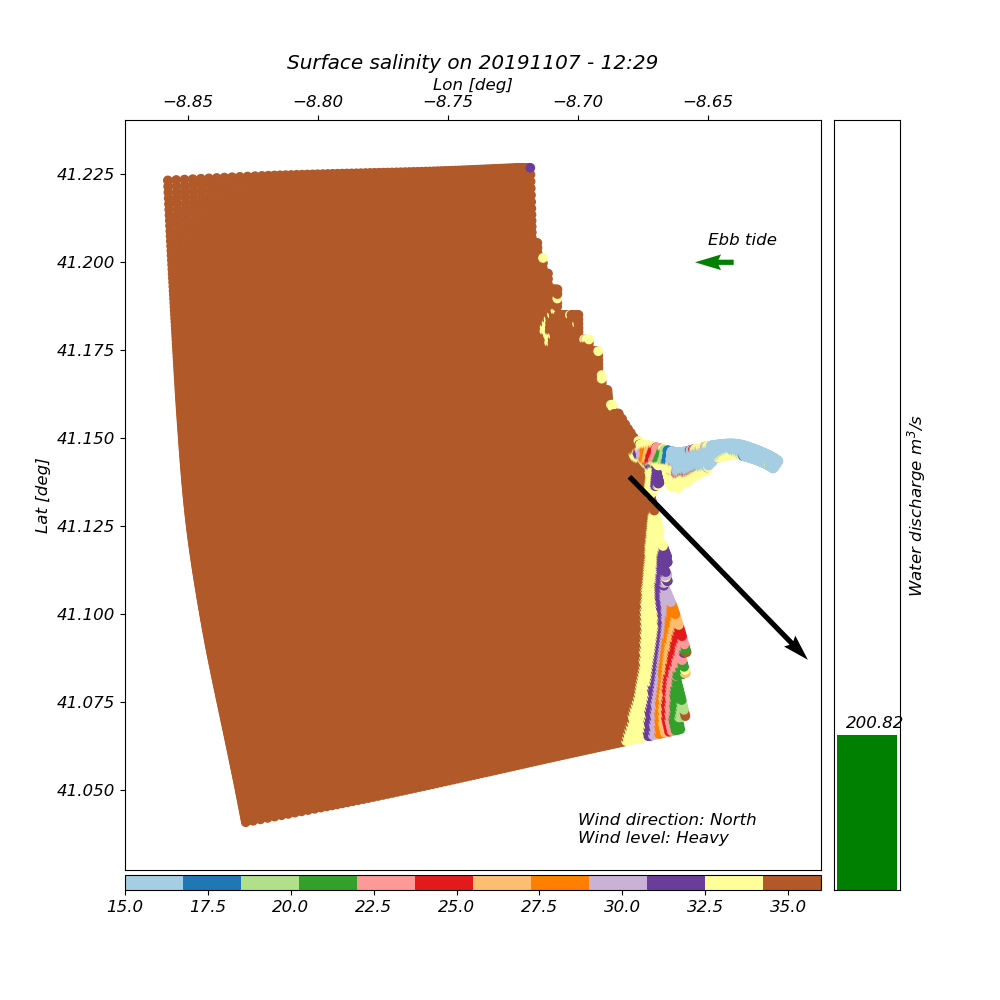 Surface salinity on 20191107 - 12:29
Lon [deg]
−8.85 −8.80 −8.75 −8.70 −8.65
41.225
Ebb tide
41.200
41.175
41.150
41.125
41.100
41.075
41.050
Lat [deg]
Water discharge m³/s
200.82
Wind direction: North
Wind level: Heavy
15.0 17.5 20.0 22.5 25.0 27.5 30.0 32.5 35.0